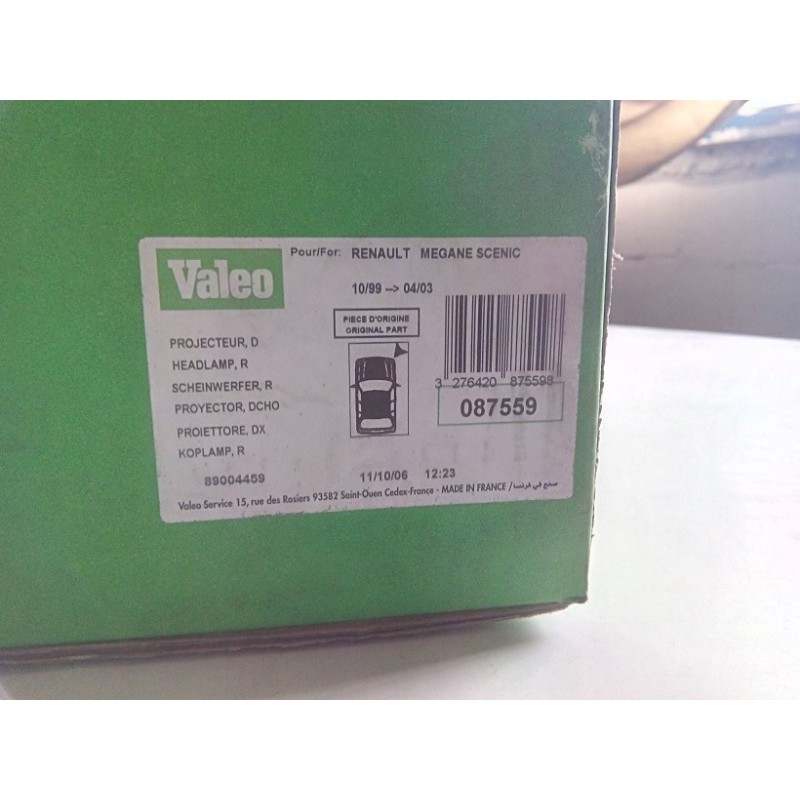 Valeo
Pour/For: RENAULT MEGANE SCENIC
10/99 --> 04/03
PIECE D'ORIGINE
ORIGINAL PART
PROJECTEUR, D
HEADLAMP, R
SCHEINWERFER, R
PROYECTOR, DCHO
PROIETTORE, DX
KOPLAMP, R
3 276420 875598
087559
89004459
11/10/06 12:23
Valeo Service 15, rue des Rosiers 93582 Saint-Ouen Cedex-France - MADE IN FRANCE / صنع في فرنسا